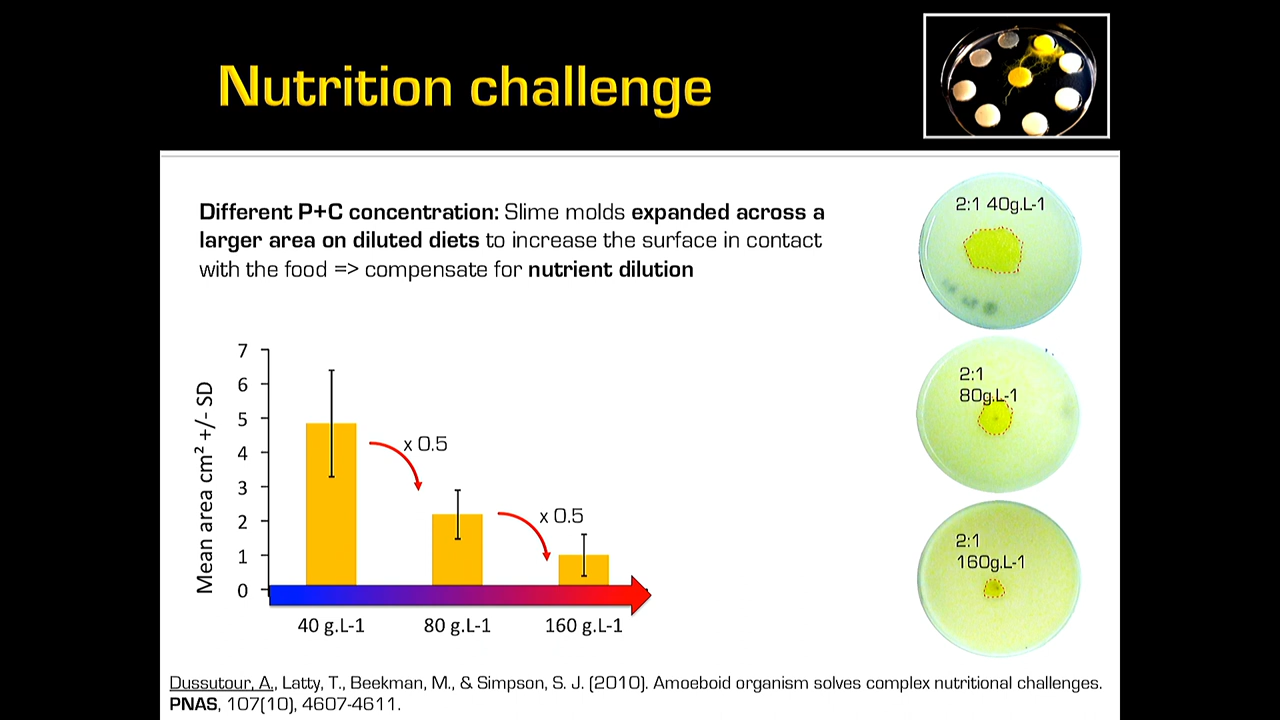 Nutrition challenge
Different P+C concentration: Slime molds expanded across a
larger area on diluted diets to increase the surface in contact
with the food => compensate for nutrient dilution
2:1 40g.L-1
2:1
80g.L-1
2:1
160g.L-1
Mean area cm² +/- SD
7
6
5
4
3
2
1
0
x 0.5
x 0.5
40 g.L-1
80 g.L-1
160 g.L-1
Dussutour, A., Latty, T., Beekman, M., & Simpson, S. J. (2010). Amoeboid organism solves complex nutritional challenges.
PNAS, 107(10), 4607-4611.